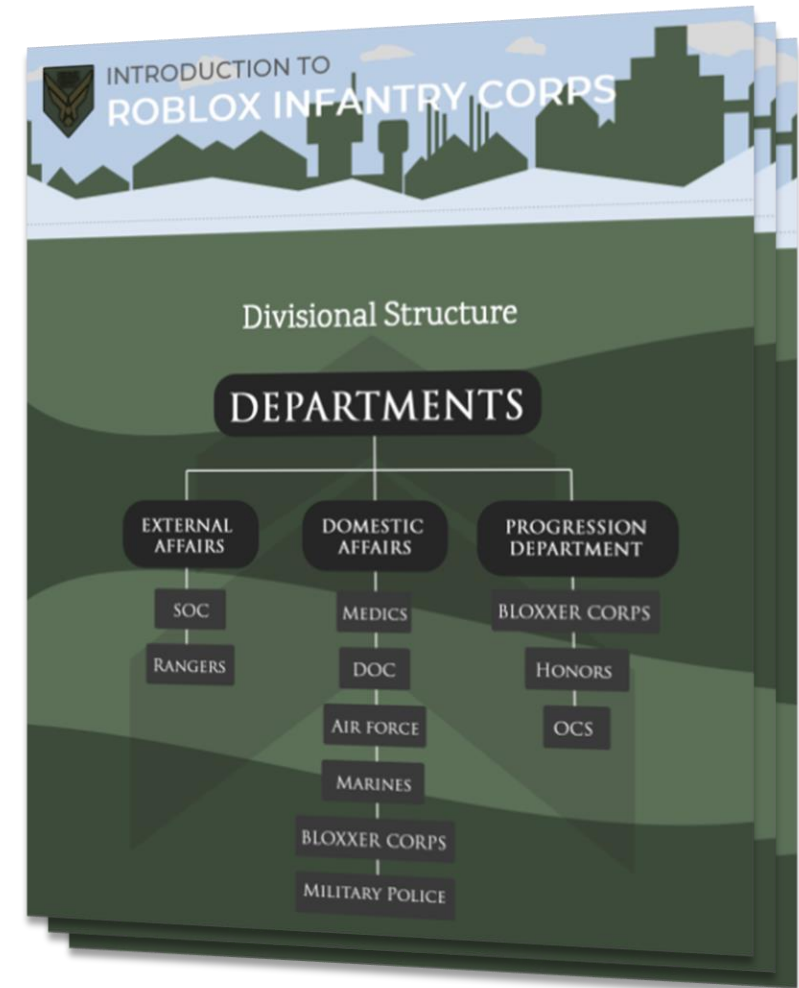 INTRODUCTION TO
ROBLOX INFANTRY CORPS
Divisional Structure
DEPARTMENTS
EXTERNAL
AFFAIRS
SOC
RANGERS
DOMESTIC
AFFAIRS
MEDICS
DOC
AIR FORCE
MARINES
BLOXXER CORPS
MILITARY POLICE
PROGRESSION
DEPARTMENT
BLOXXER CORPS
HONORS
OCS